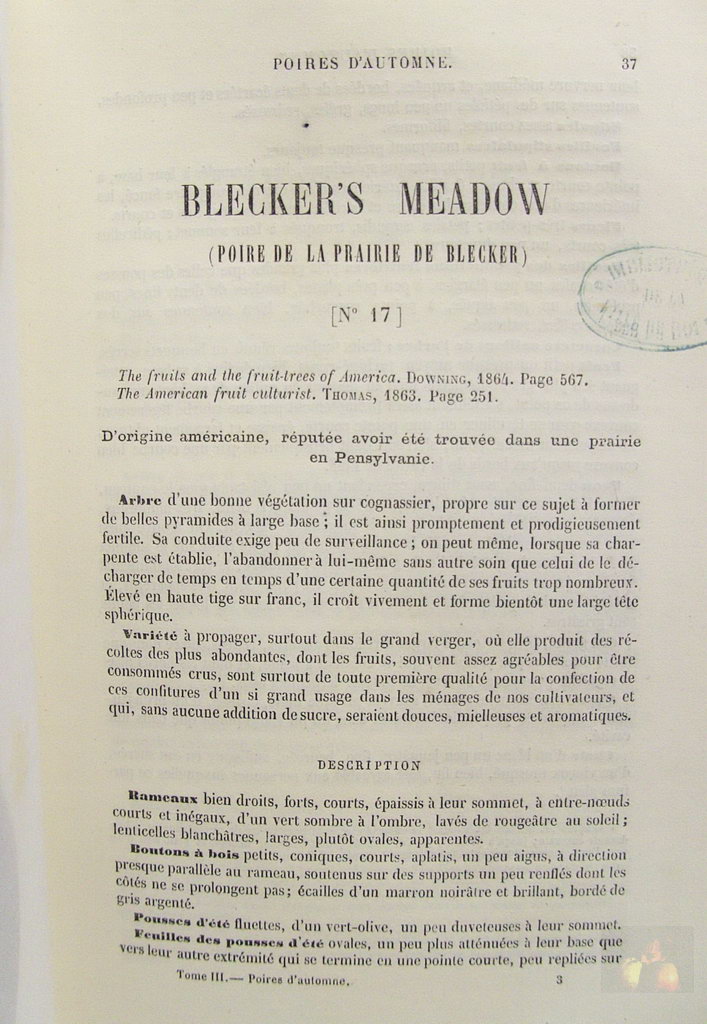 POIRES D'AUTOMNE. 37
BLECKER'S MEADOW
(POIRE DE LA PRAIRIE DE BLECKER)
[N° 17]
The fruits and the fruit-trees of America. DOWNING, 1864. Page 567.
The American fruit culturist. THOMAS, 1863. Page 251.
D'origine américaine, réputée avoir été trouvée dans une prairie
en Pensylvanie.
Arbre d'une bonne végétation sur cognassier, propre sur ce sujet à former
de belles pyramides à large base ; il est ainsi promptement et prodigieusement
fertile. Sa conduite exige peu de surveillance ; on peut même, lorsque sa char-
pente est établie, l'abandonner à lui-même sans autre soin que celui de le dé-
charger de temps en temps d'une certaine quantité de ses fruits trop nombreux.
Élevé en haute tige sur franc, il croît vivement et forme bientôt une large tête
sphérique.
Variété à propager, surtout dans le grand verger, où elle produit des ré-
coltes des plus abondantes, dont les fruits, souvent assez agréables pour être
consommés crus, sont surtout de toute première qualité pour la confection de
ces confitures d'un si grand usage dans les ménages de nos cultivateurs, et
qui, sans aucune addition de sucre, seraient douces, mielleuses et aromatiques.
DESCRIPTION
Rameaux bien droits, forts, courts, épaissis à leur sommet, à entre-nœuds
courts et inégaux, d'un vert sombre à l'ombre, lavés de rougeâtre au soleil ;
lenticelles blanchâtres, larges, plutôt ovales, apparentes.
Boutons à bois petits, coniques, courts, aplatis, un peu aigus, à direction
presque parallèle au rameau, soutenus sur des supports un peu renflés dont les
côtés ne se prolongent pas ; écailles d'un marron noirâtre et brillant, bordé de
gris argenté.
Pousses d'été fluettes, d'un vert-olive, un peu duveteuses à leur sommet.
Feuilles des pousses d'été ovales, un peu plus atténuées à leur base que
vers leur autre extrémité qui se termine en une pointe courte, peu repliées sur
Tome III.— Poires d'automne. 3